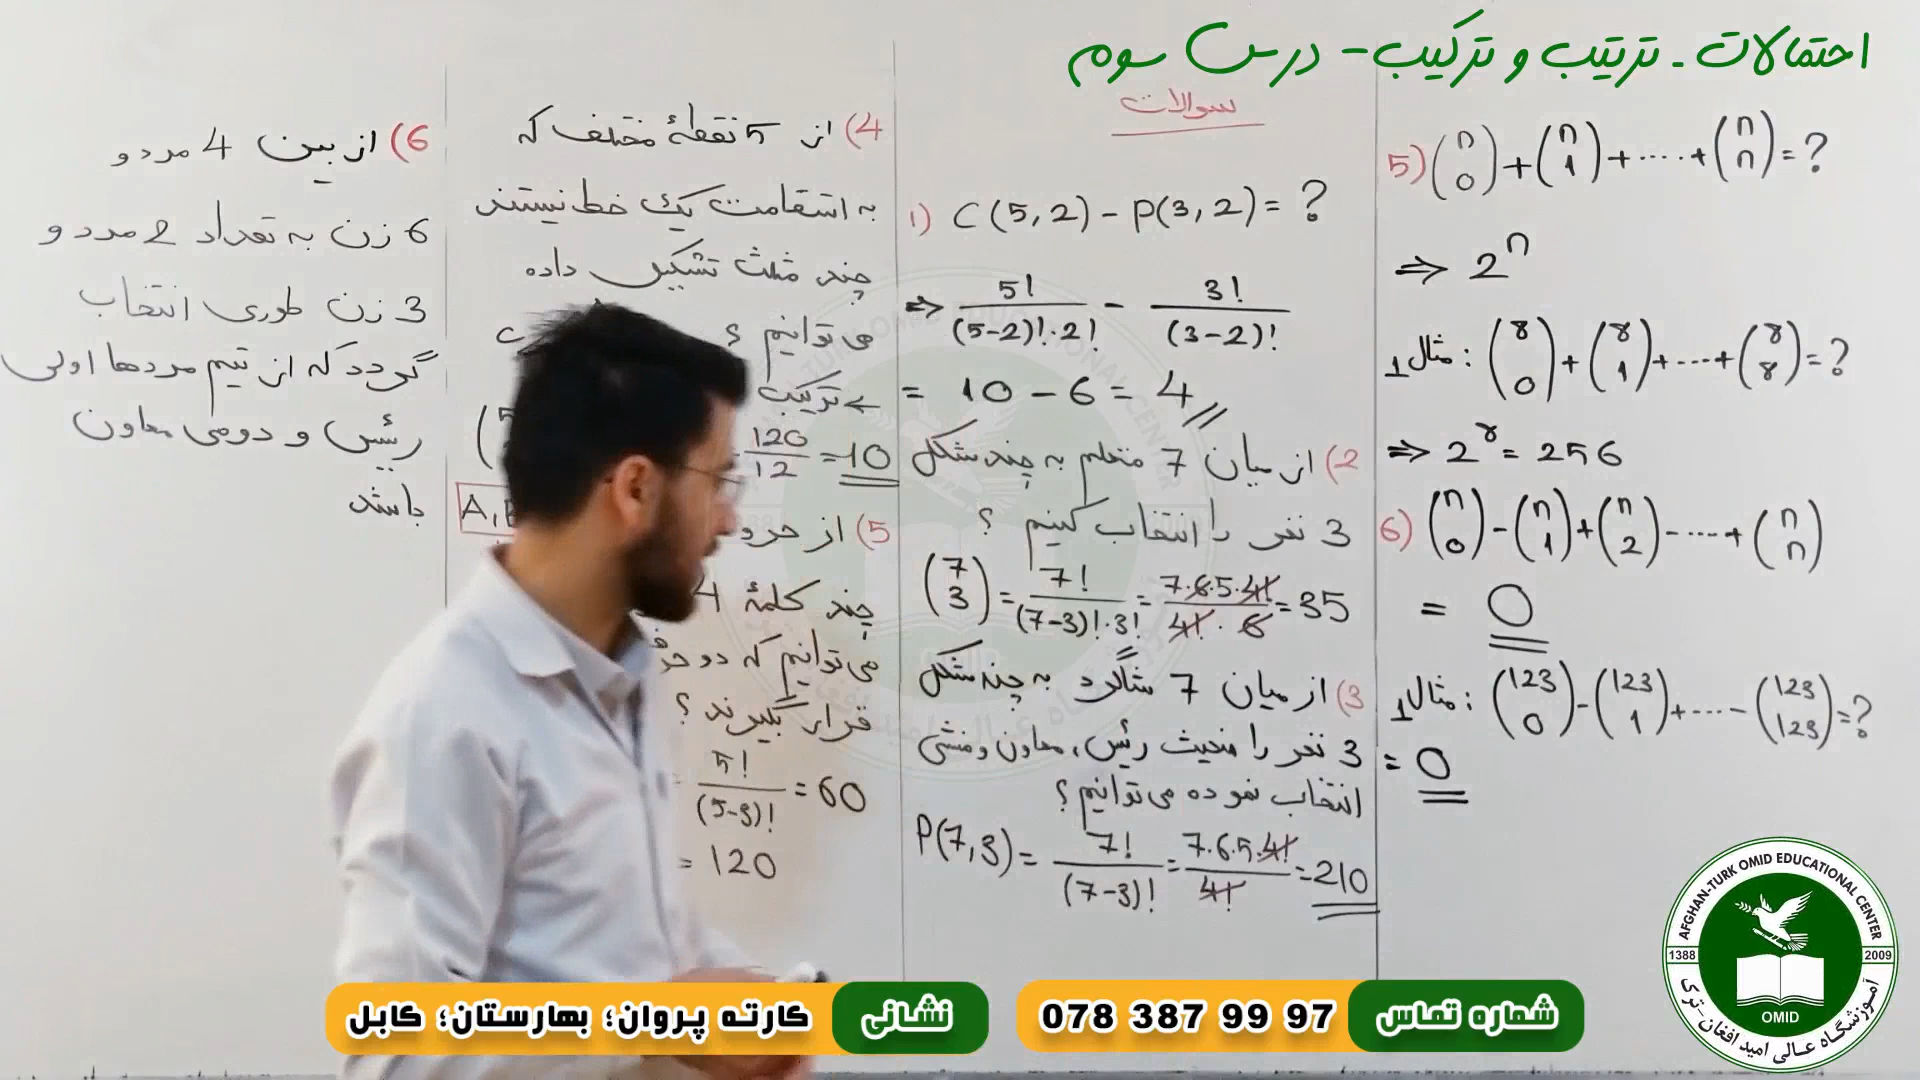 احتمالات - ترتیب و ترکیب - درس سوم
5) (n 0) + (n 1) + ····· + (n n) = ?
⇒ 2^n
مثال 1: (8 0) + (8 1) + ····· + (8 8) = ?
⇒ 2^8 = 256
6) (n 0) - (n 1) + (n 2) - ····· + (n n)
= 0
مثال 1: (123 0) - (123 1) + ····· - (123 123) = ?
= 0
سوالات
1) C(5,2) - P(3,2) = ?
⇒ 5! / (5-2)!·2! - 3! / (3-2)!
= 10 - 6 = 4
2) از میان 7 معلم به چند شکل
3 نفر را انتخاب کنیم ؟
(7 3) = 7! / (7-3)!·3! = 7·6·5·4! / 4!·6 = 35
3) از میان 7 شاگرد به چند شکل
3 نفر را منحیث رئیس، معاون و منشی
انتخاب نموده می توانیم ؟
P(7,3) = 7! / (7-3)! = 7·6·5·4! / 4! = 210
4) از 5 نقطهٔ مختلف که
به استقامت یک خط نیستند
چند مثلث تشکیل داده
می توانیم ؟
ترکیب
120 / 12 = 10
5) از
A,
چند کلمهٔ 4
می توانیم که دو
قرار گیرند ؟
5! / (5-3)! = 60
= 120
6) از بین 4 مرد و
6 زن به تعداد 2 مرد و
3 زن طوری انتخاب
گردد که از تیم مردها اولی
رئیس و دومی معاون
باشد
نشانی کارته پروان؛ بهارستان؛ کابل
شماره تماس 078 387 99 97
AFGHAN-TURK OMID EDUCATIONAL CENTER
1388 2009
OMID
آموزشگاه عالی امید افغان-ترک